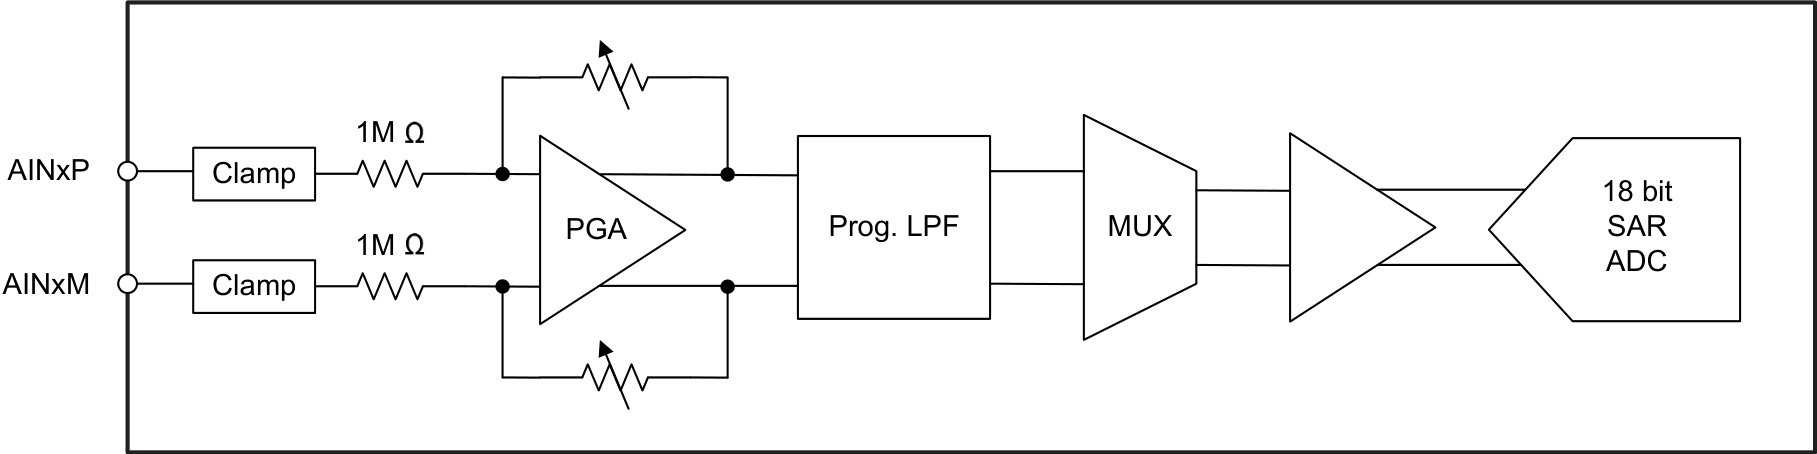 1M Ω
AINxP
Clamp
1M Ω
AINxM
Clamp
PGA
Prog. LPF
MUX
18 bit
SAR
ADC